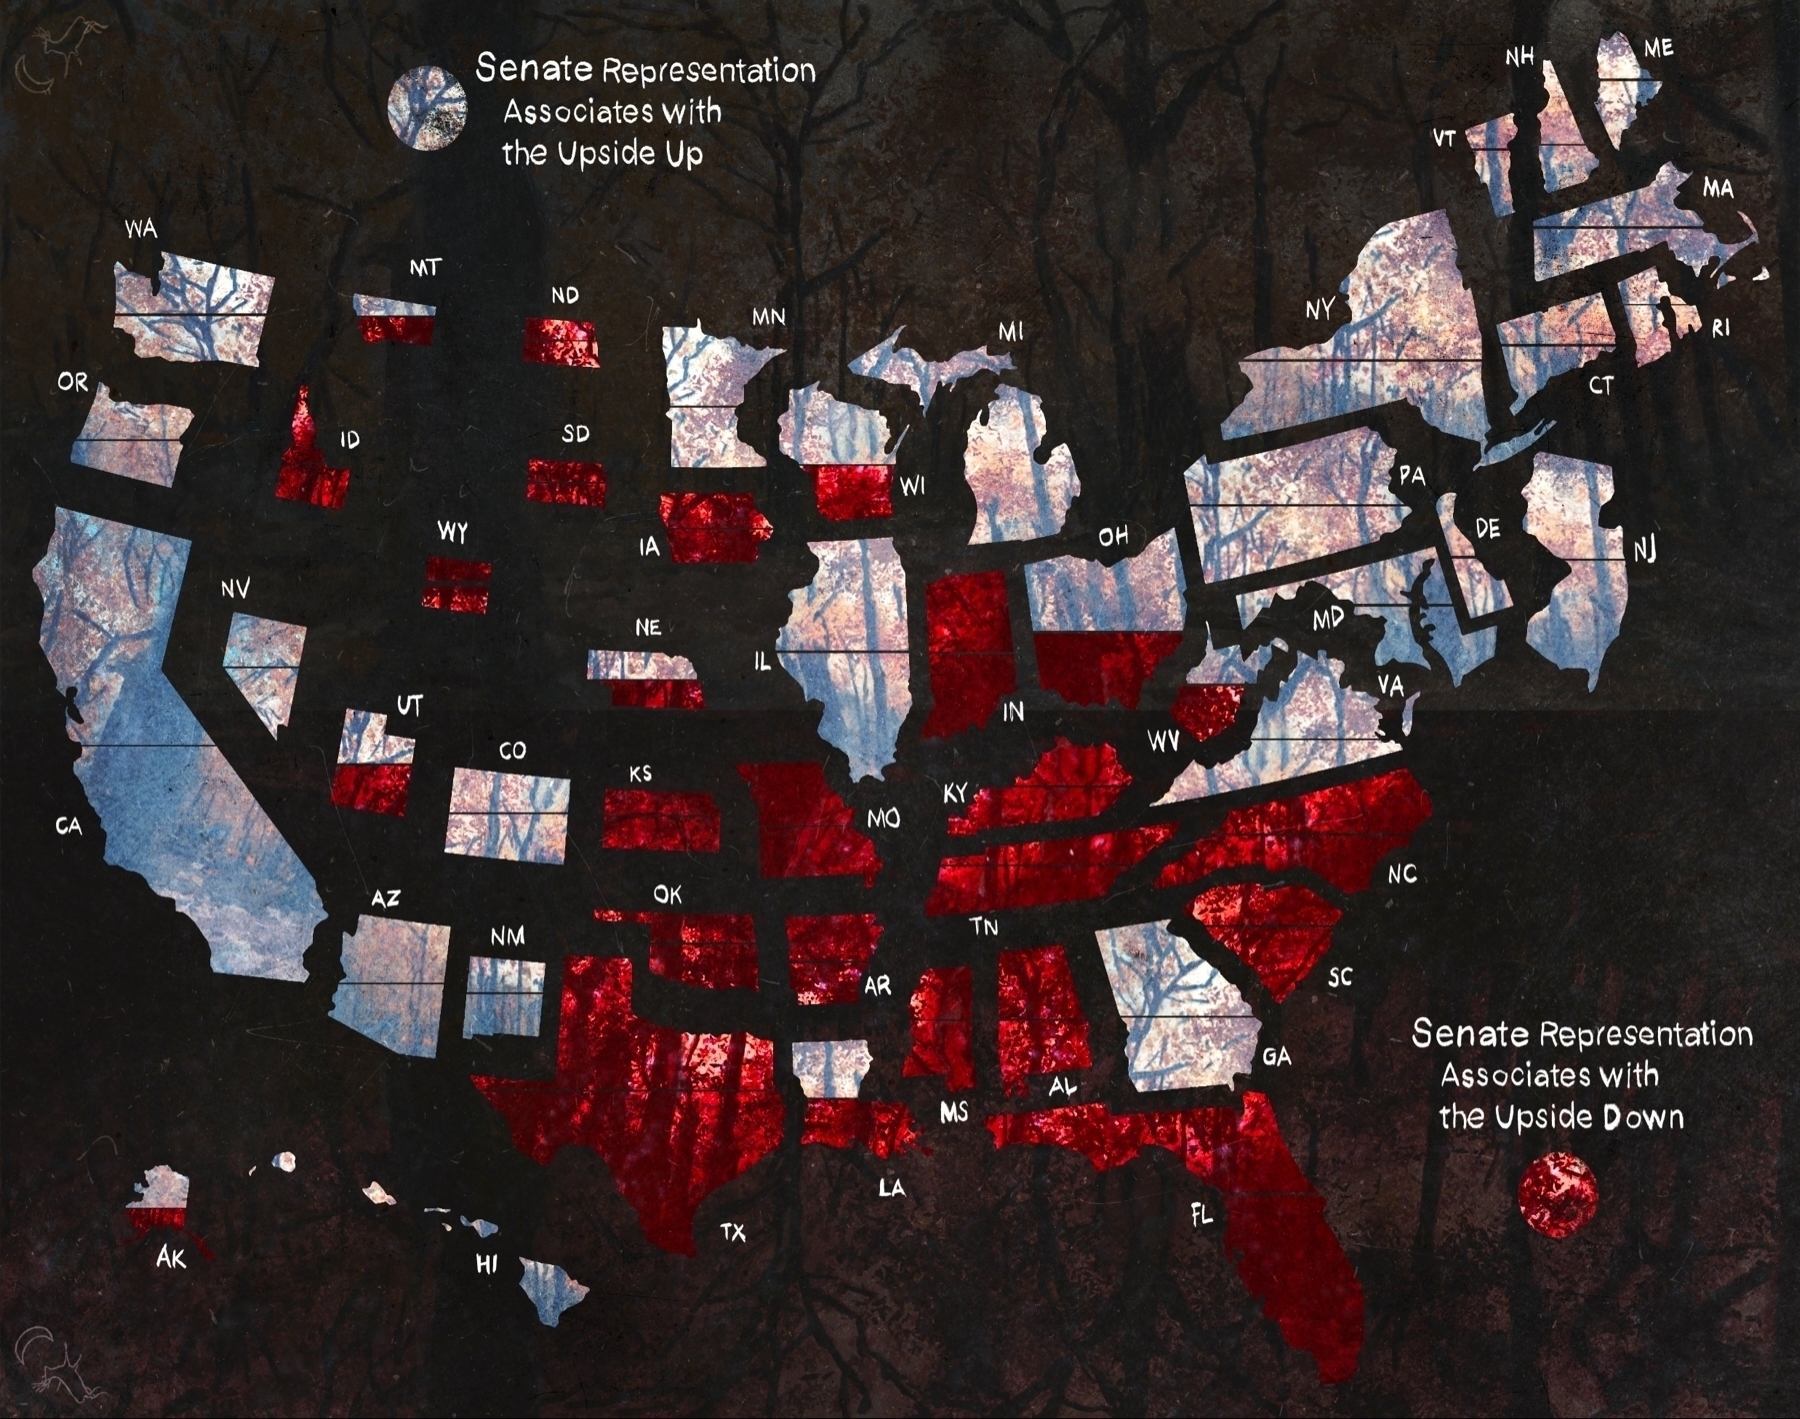 Senate Representation
Associates with
the Upside Up
NH
ME
VT
MA
WA
MT
ND
MN
MI
NY
RI
OR
CT
ID
SD
WI
PA
WY
IA
OH
DE
NJ
NV
NE
IL
MD
UT
IN
VA
CO
WV
KS
CA
KY
MO
NC
AZ
OK
TN
NM
AR
SC
Senate Representation
Associates with
the Upside Down
GA
AL
MS
LA
TX
FL
AK
HI